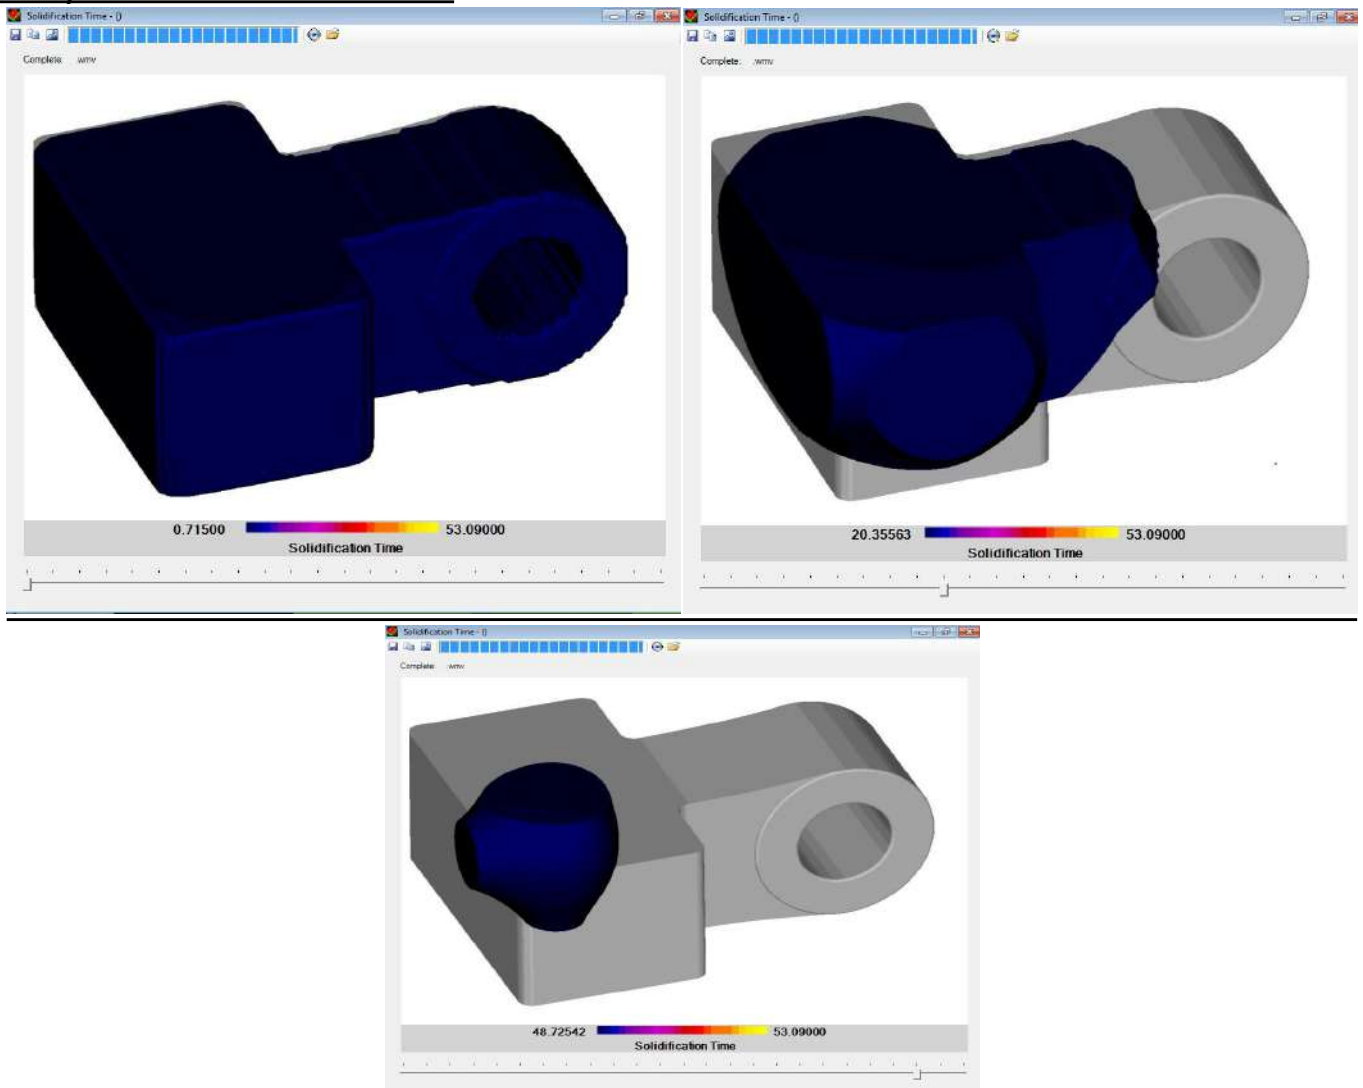 Solidification Time - ()
Complete: .wmv
0.71500 53.09000
Solidification Time
Solidification Time - ()
Complete: .wmv
20.35563 53.09000
Solidification Time
Solidification Time - ()
Complete: .wmv
48.72542 53.09000
Solidification Time